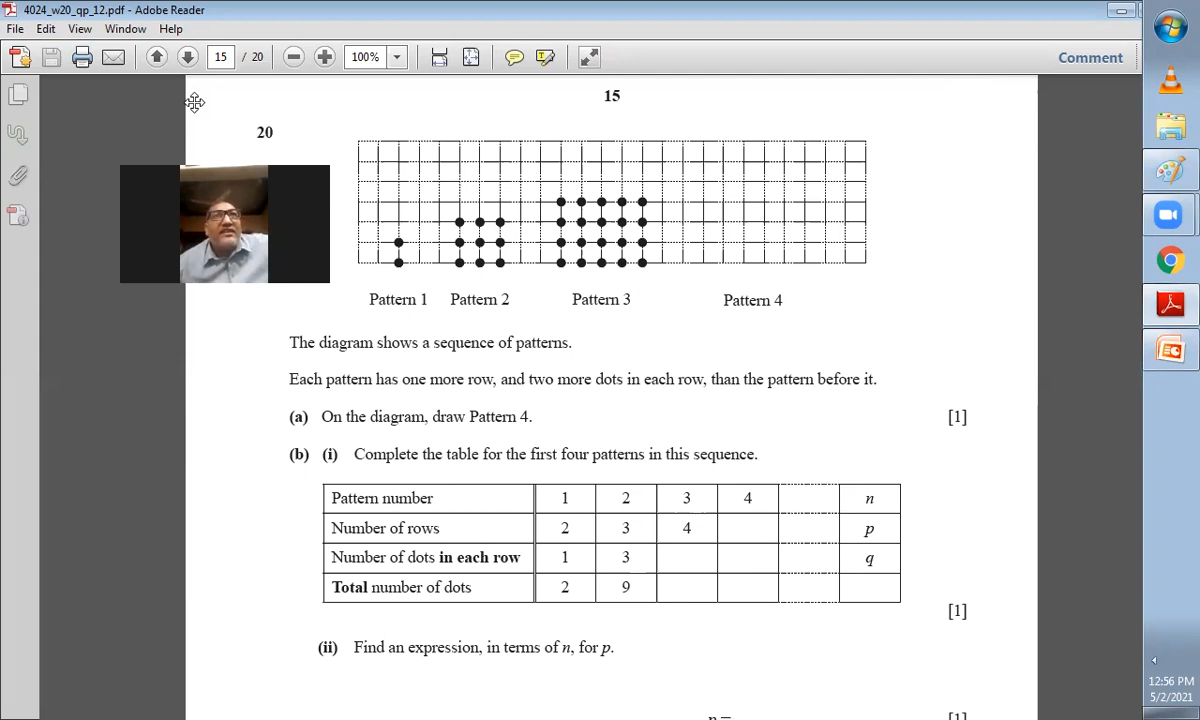 4024_w20_qp_12.pdf - Adobe Reader
File Edit View Window Help
15 / 20 100% Comment
15
20
Pattern 1 Pattern 2 Pattern 3 Pattern 4
The diagram shows a sequence of patterns.
Each pattern has one more row, and two more dots in each row, than the pattern before it.
(a) On the diagram, draw Pattern 4. [1]
(b) (i) Complete the table for the first four patterns in this sequence.
Pattern number 1 2 3 4 n
Number of rows 2 3 4 p
Number of dots in each row 1 3 q
Total number of dots 2 9
[1]
(ii) Find an expression, in terms of n, for p.
p = [1]
12:56 PM
5/2/2021